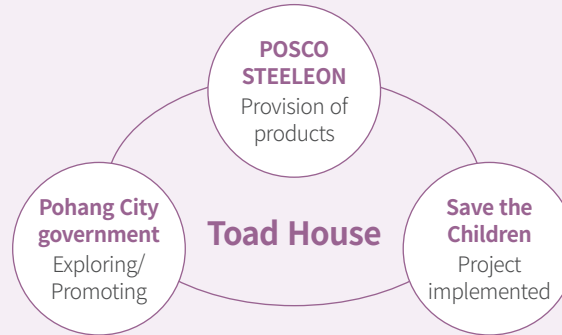 POSCO
STEELEON
Provision of
products
Pohang City
government
Exploring/
Promoting
Toad House
Save the
Children
Project
implemented